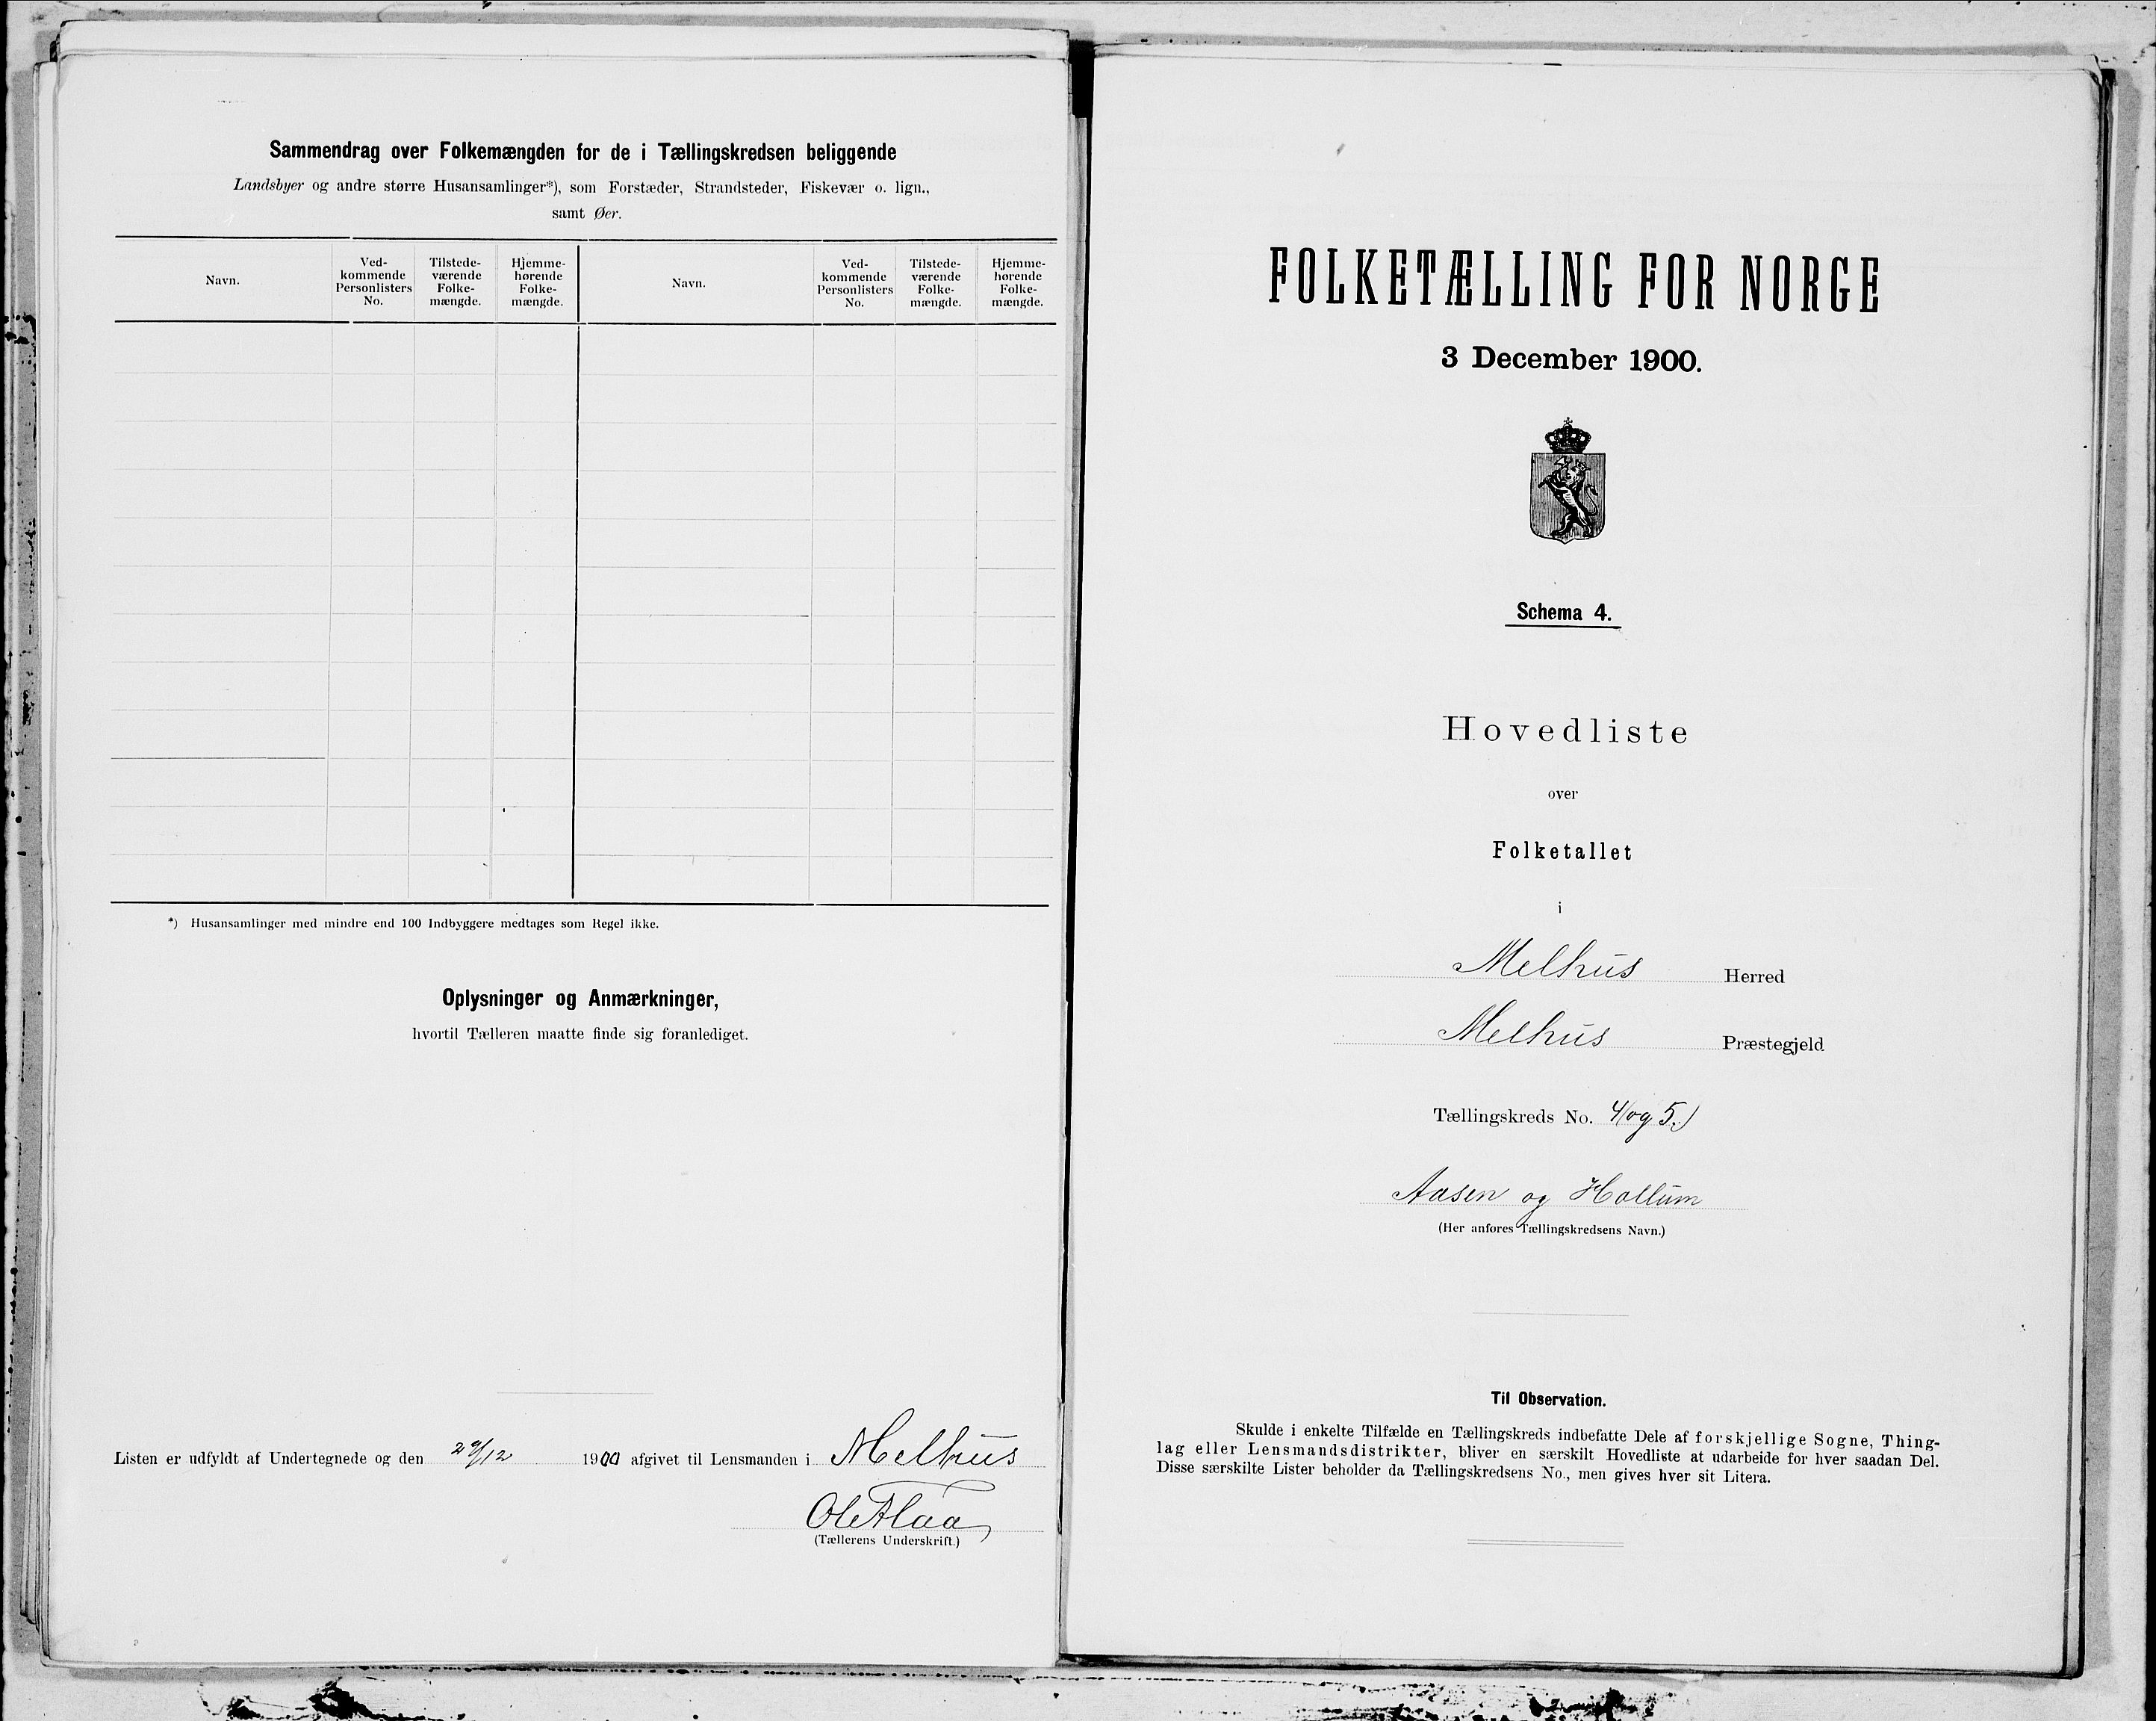 Sammendrag over Folkemængden for de i Tællingskredsen beliggende
Landsbyer og andre større Husansamlinger*), som Forstæder, Strandsteder, Fiskevær o. lign.,
samt Øer.
Navn.
Ved-
kommende
Personlisters
No.
Tilstede-
værende
Folke-
mængde.
Hjemme-
hørende
Folke-
mængde.
Navn.
Ved-
kommende
Personlisters
No.
Tilstede-
værende
Folke-
mængde.
Hjemme-
hørende
Folke-
mængde.
*) Husansamlinger med mindre end 100 Indbyggere medtages som Regel ikke.
Oplysninger og Anmærkninger,
hvortil Tælleren maatte finde sig foranlediget.
Listen er udfyldt af Undertegnede og den 29/12 1900 afgivet til Lensmanden i Melhus
Ole Flaa
(Tællerens Underskrift.)
FOLKETÆLLING FOR NORGE
3 December 1900.
Schema 4.
Hovedliste
over
Folketallet
i
Melhus Herred
Melhus Præstegjeld
Tællingskreds No. 4 og 5.)
Aasen og Hollum
(Her anføres Tællingskredsens Navn.)
Til Observation.
Skulde i enkelte Tilfælde en Tællingskreds indbefatte Dele af forskjellige Sogne, Thing-
lag eller Lensmandsdistrikter, bliver en særskilt Hovedliste at udarbeide for hver saadan Del.
Disse særskilte Lister beholder da Tællingskredsens No., men gives hver sit Litera.